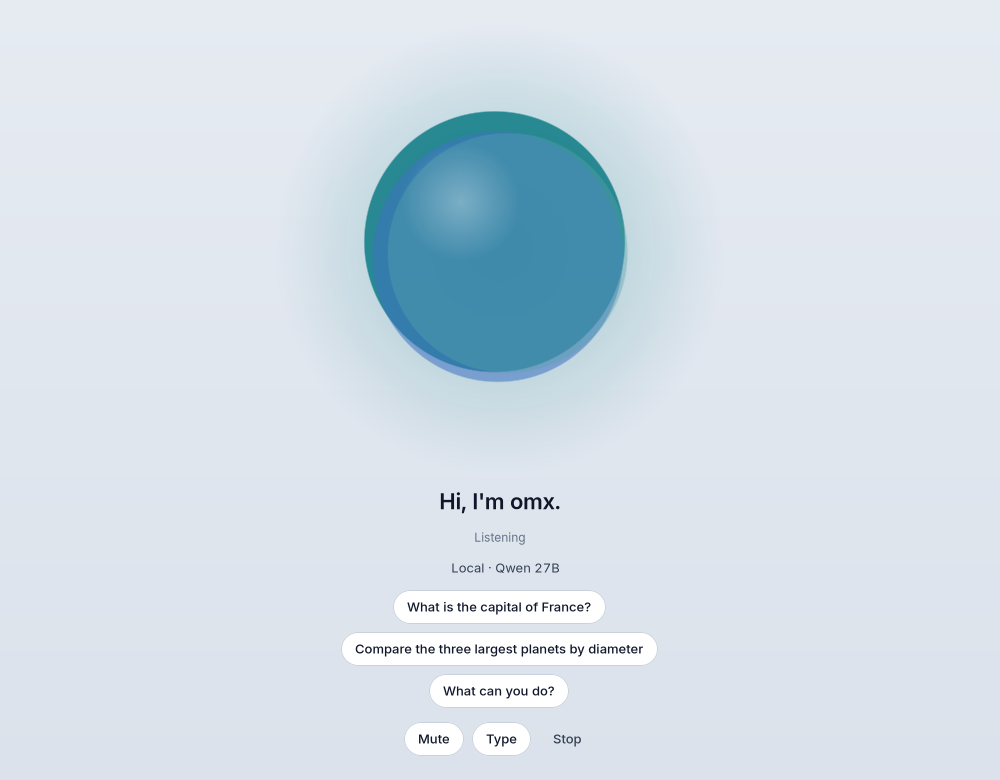 Hi, I'm omx.
Listening
Local · Qwen 27B
What is the capital of France?
Compare the three largest planets by diameter
What can you do?
Mute Type Stop